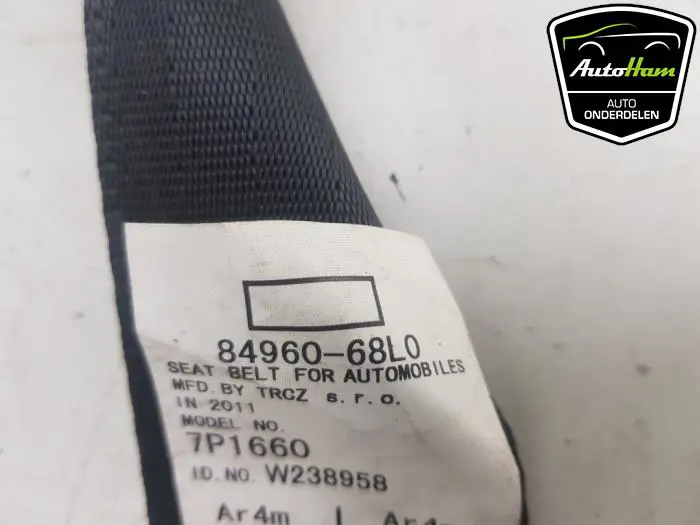 AutoHam
AUTO
ONDERDELEN
84960-68L0
SEAT BELT FOR AUTOMOBILES
MFD. BY TRCZ s.r.o.
IN 2011
MODEL NO.
7P1660
ID.NO. W238958
Ar4m | Ar4